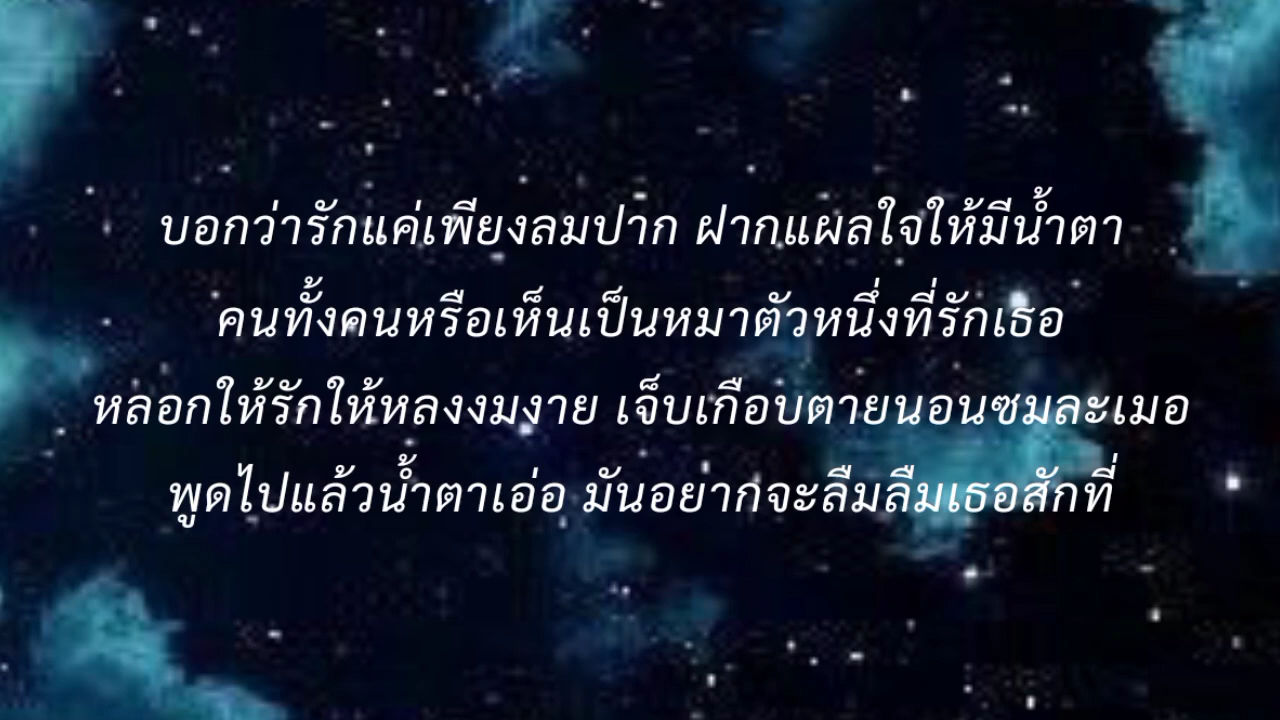 บอกว่ารักแค่เพียงลมปาก ฝากแผลใจให้มีน้ำตา
คนทั้งคนหรือเห็นเป็นหมาตัวหนึ่งที่รักเธอ
หลอกให้รักให้หลงงมงาย เจ็บเกือบตายนอนซมละเมอ
พูดไปแล้วน้ำตาเอ่อ มันอยากจะลืมลืมเธอสักที่